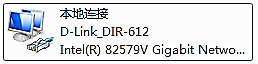 本地连接
D-Link_DIR-612
Intel(R) 82579V Gigabit Netwo...